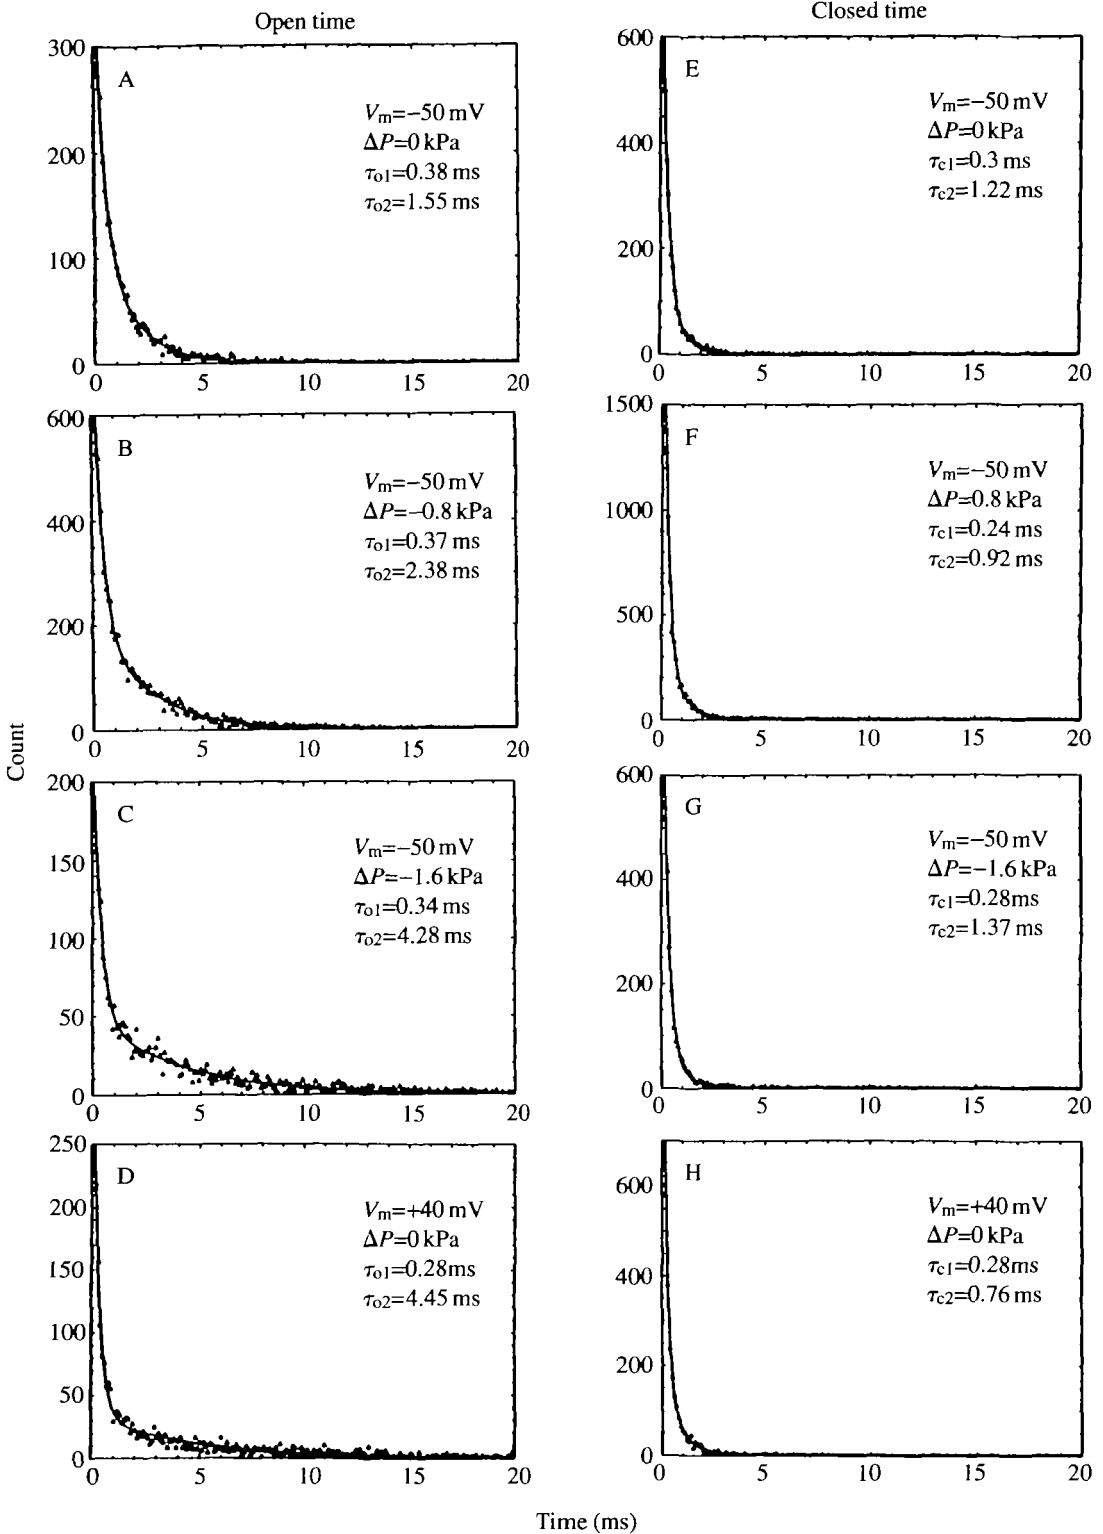 Open time
Closed time
300
200
100
0
A
Vm=−50 mV
ΔP=0 kPa
τo1=0.38 ms
τo2=1.55 ms
0 5 10 15 20
600
400
200
0
E
Vm=−50 mV
ΔP=0 kPa
τc1=0.3 ms
τc2=1.22 ms
0 5 10 15 20
600
400
200
0
B
Vm=−50 mV
ΔP=−0.8 kPa
τo1=0.37 ms
τo2=2.38 ms
0 5 10 15 20
1500
1000
500
0
F
Vm=−50 mV
ΔP=0.8 kPa
τc1=0.24 ms
τc2=0.92 ms
0 5 10 15 20
Count
200
150
100
50
0
C
Vm=−50 mV
ΔP=−1.6 kPa
τo1=0.34 ms
τo2=4.28 ms
0 5 10 15 20
600
400
200
0
G
Vm=−50 mV
ΔP=−1.6 kPa
τc1=0.28ms
τc2=1.37 ms
0 5 10 15 20
250
200
150
100
50
0
D
Vm=+40 mV
ΔP=0 kPa
τo1=0.28ms
τo2=4.45 ms
0 5 10 15 20
600
400
200
0
H
Vm=+40 mV
ΔP=0 kPa
τc1=0.28ms
τc2=0.76 ms
0 5 10 15 20
Time (ms)